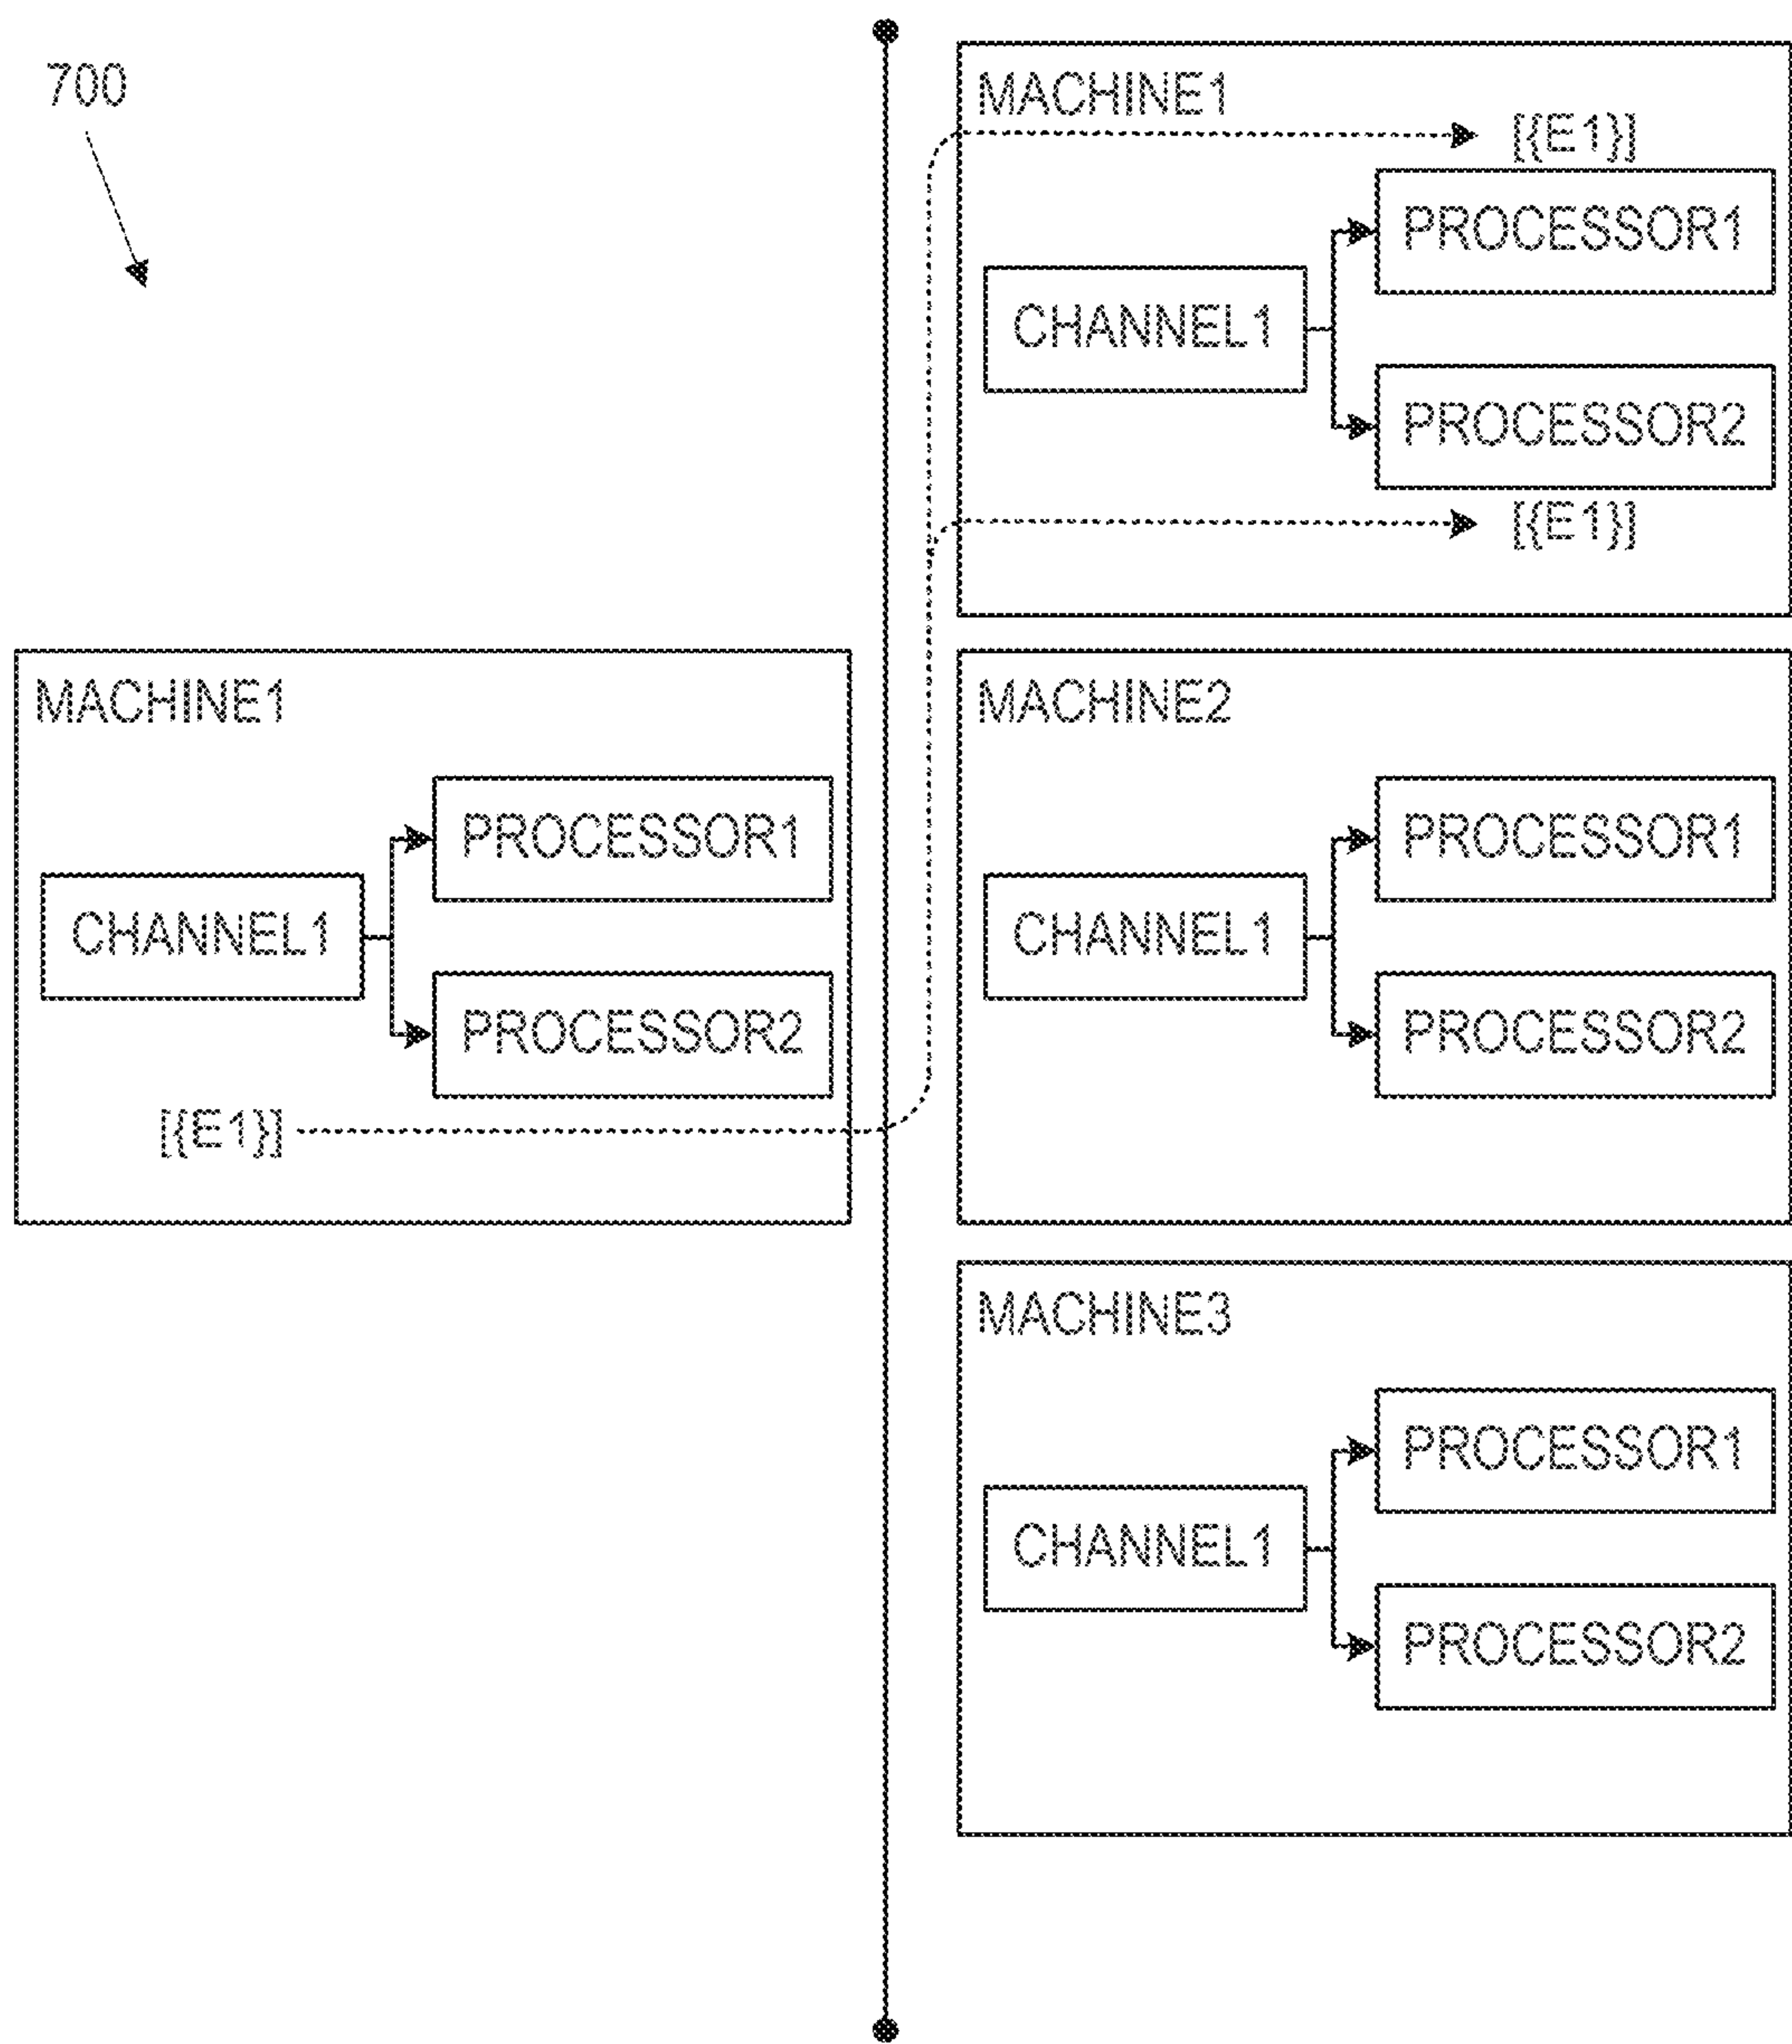 700
MACHINE1
[{E1}]
PROCESSOR1
CHANNEL1
PROCESSOR2
[{E1}]
MACHINE1
PROCESSOR1
CHANNEL1
PROCESSOR2
[{E1}]
MACHINE2
PROCESSOR1
CHANNEL1
PROCESSOR2
MACHINE3
PROCESSOR1
CHANNEL1
PROCESSOR2